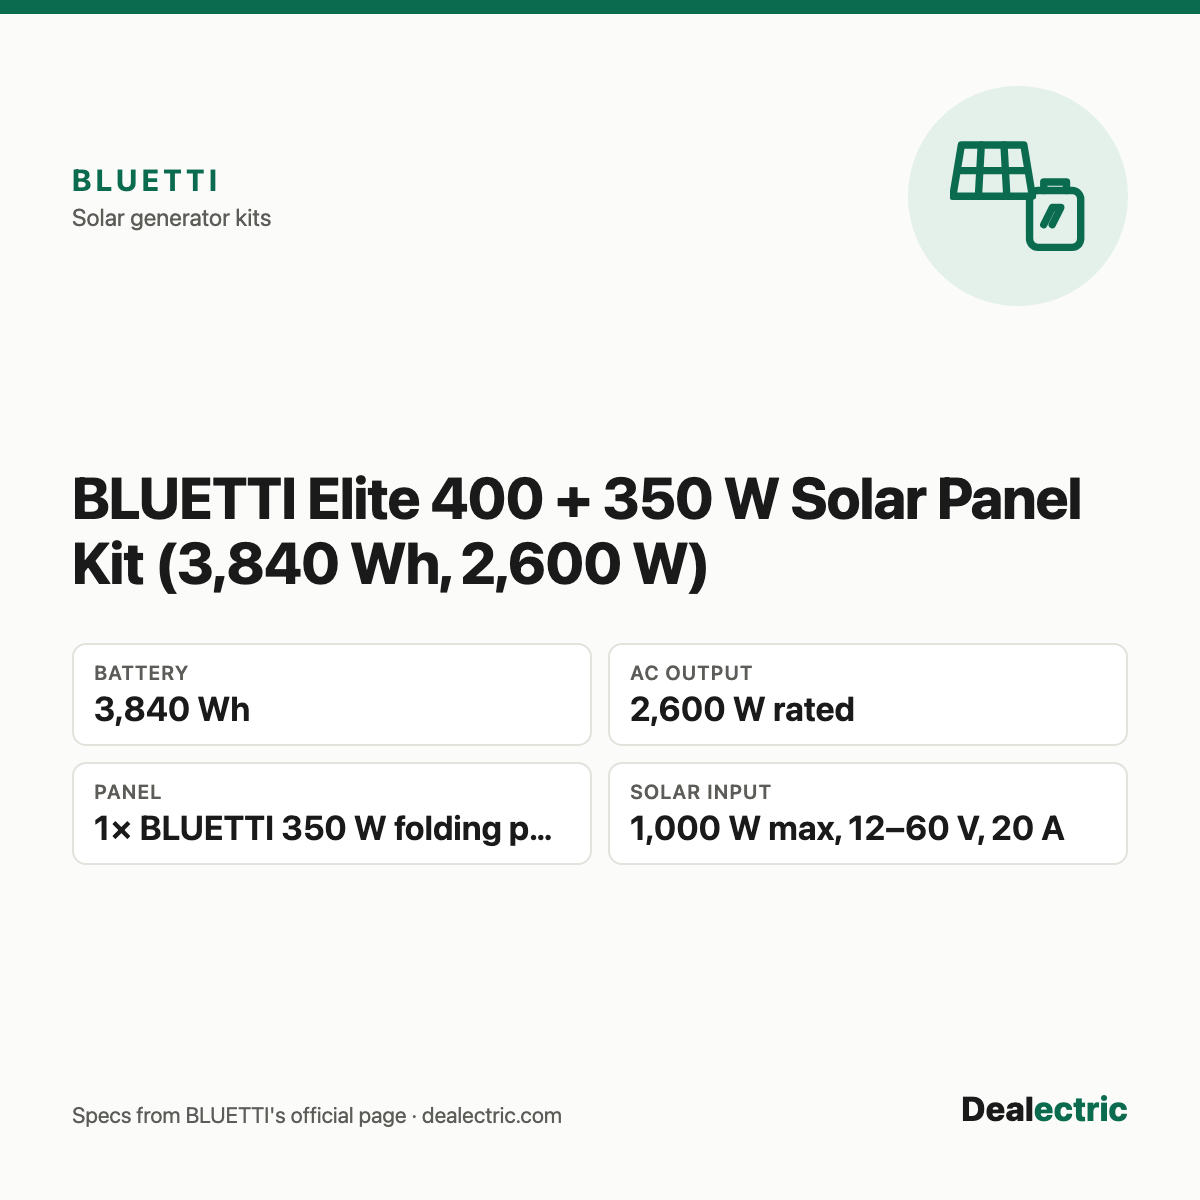 BLUETTI
Solar generator kits
BLUETTI Elite 400 + 350 W Solar Panel
Kit (3,840 Wh, 2,600 W)
BATTERY
3,840 Wh
AC OUTPUT
2,600 W rated
PANEL
1× BLUETTI 350 W folding p...
SOLAR INPUT
1,000 W max, 12–60 V, 20 A
Specs from BLUETTI's official page · dealectric.com
Dealectric